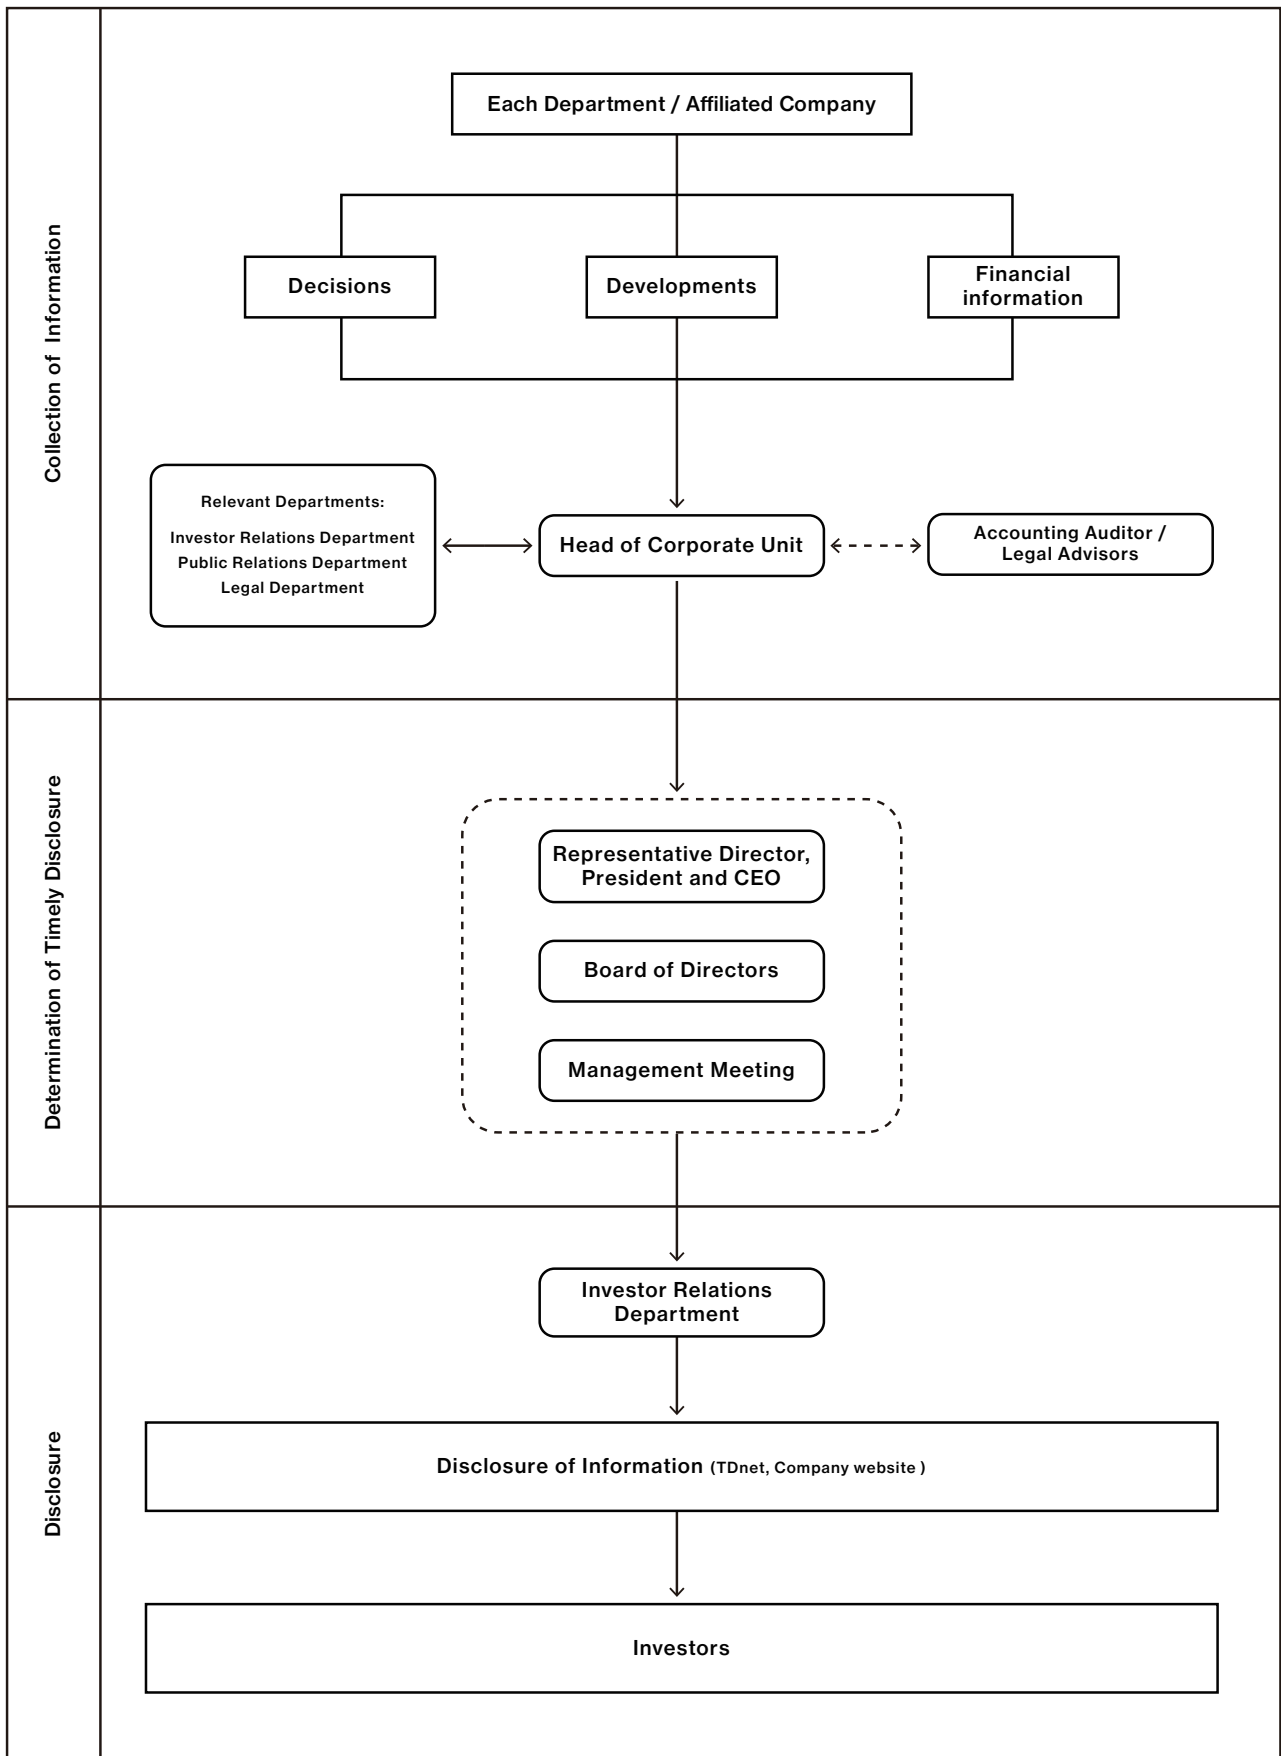 Collection of Information
Each Department / Affiliated Company
Decisions
Developments
Financial
information
Relevant Departments:
Investor Relations Department
Public Relations Department
Legal Department
Head of Corporate Unit
Accounting Auditor /
Legal Advisors
Determination of Timely Disclosure
Representative Director,
President and CEO
Board of Directors
Management Meeting
Disclosure
Investor Relations
Department
Disclosure of Information (TDnet, Company website )
Investors